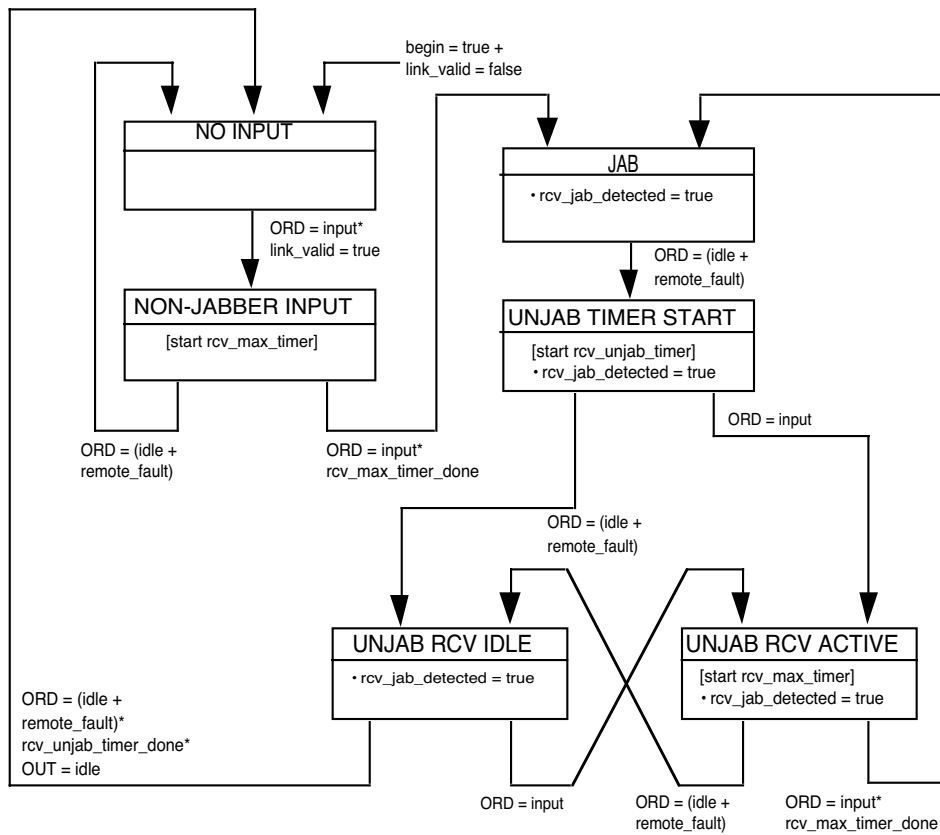 begin = true +
link_valid = false
NO INPUT
JAB
• rcv_jab_detected = true
ORD = input*
link_valid = true
ORD = (idle +
remote_fault)
NON-JABBER INPUT
[start rcv_max_timer]
UNJAB TIMER START
[start rcv_unjab_timer]
• rcv_jab_detected = true
ORD = (idle +
remote_fault)
ORD = input*
rcv_max_timer_done
ORD = input
ORD = (idle +
remote_fault)
UNJAB RCV IDLE
• rcv_jab_detected = true
UNJAB RCV ACTIVE
[start rcv_max_timer]
• rcv_jab_detected = true
ORD = (idle +
remote_fault)*
rcv_unjab_timer_done*
OUT = idle
ORD = input
ORD = (idle +
remote_fault)
ORD = input*
rcv_max_timer_done